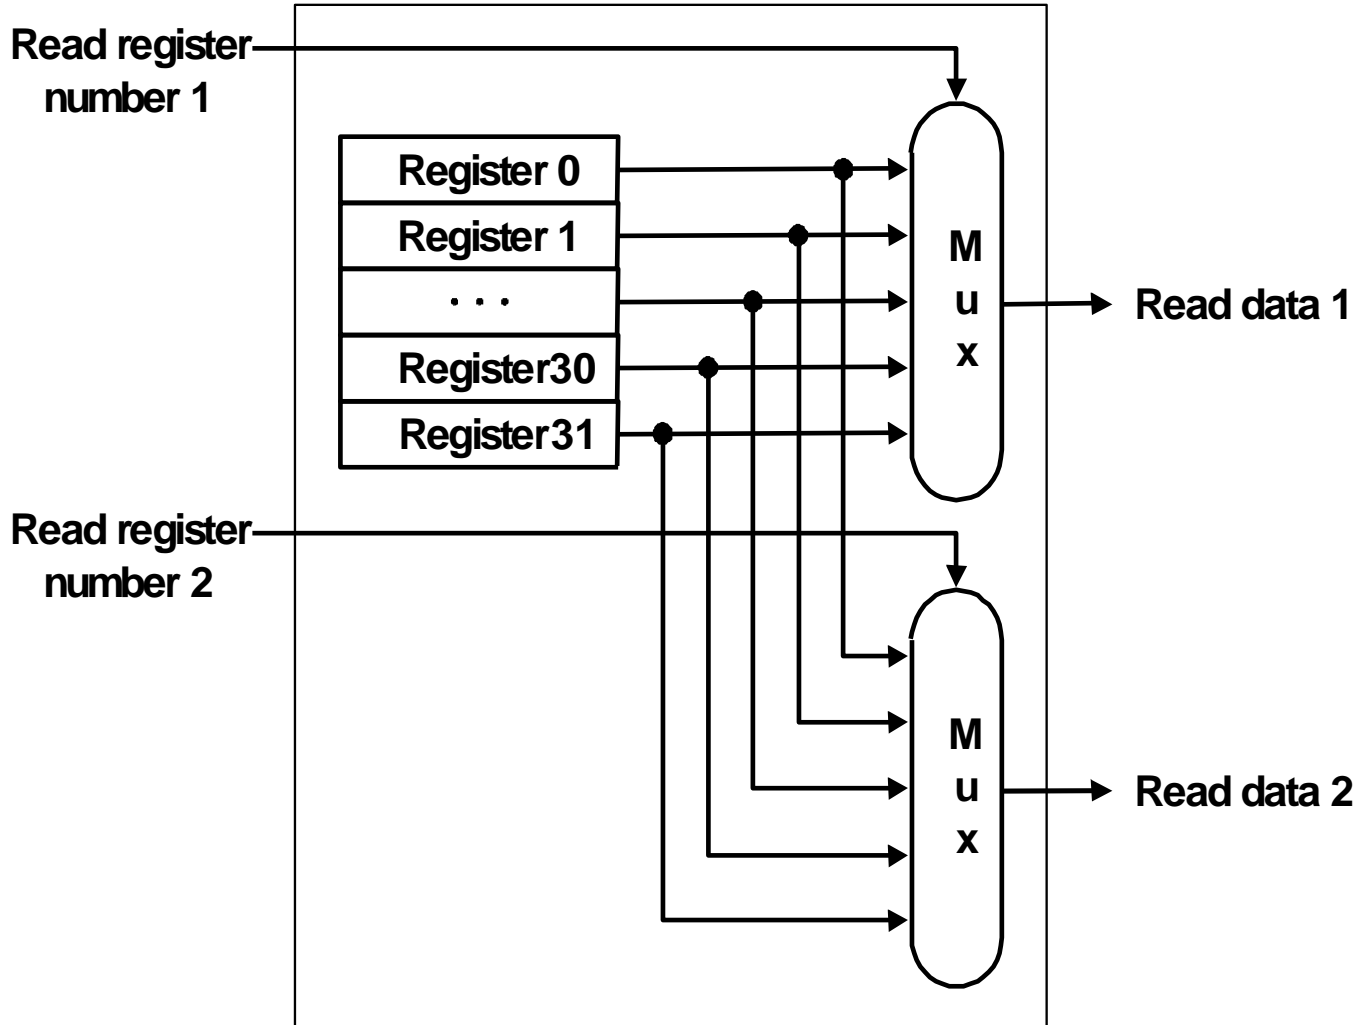 Read register
number 1
Register 0
Register 1
. . .
Register30
Register31
M
u
x
Read data 1
Read register
number 2
M
u
x
Read data 2